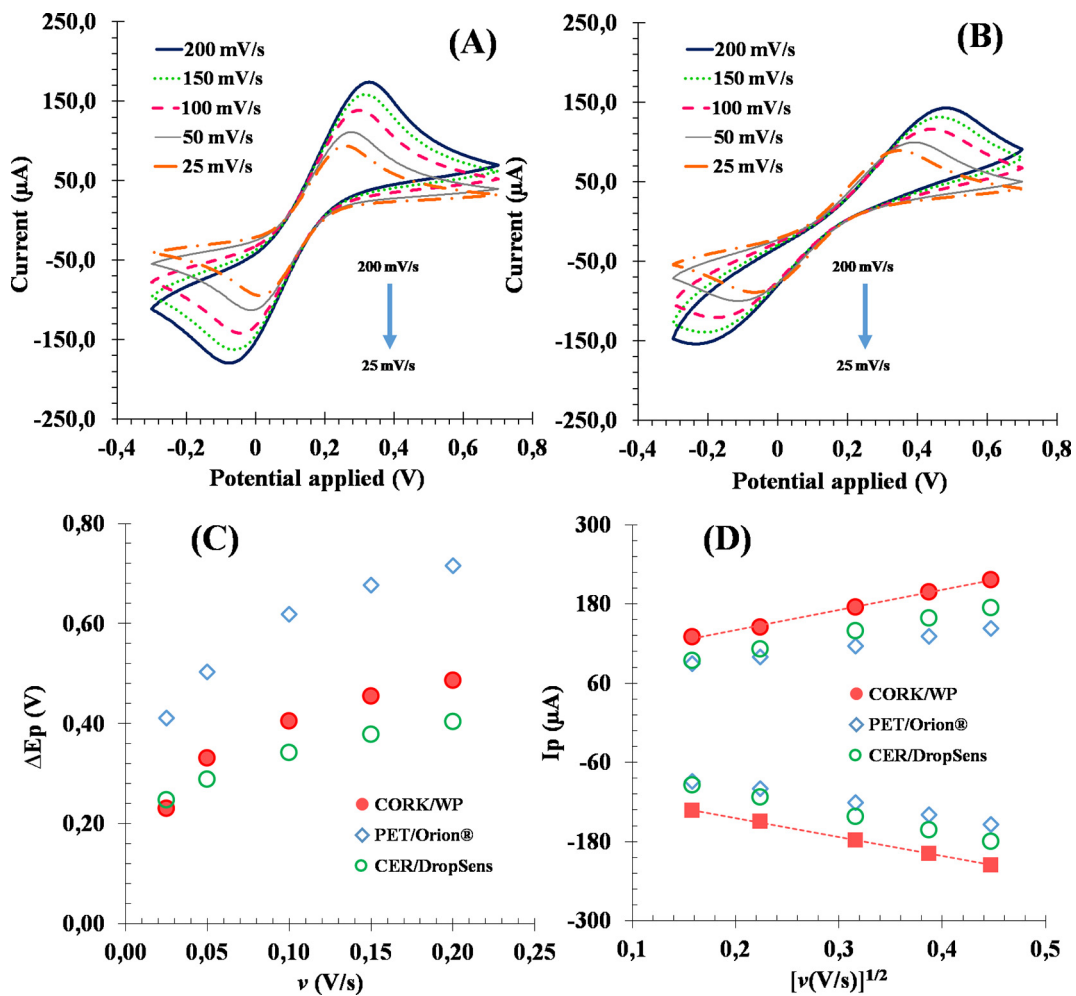 (A)
250,0
150,0
50,0
-50,0
-150,0
-250,0
Current (µA)
200 mV/s
150 mV/s
100 mV/s
50 mV/s
25 mV/s
200 mV/s
25 mV/s
-0,4 -0,2 0 0,2 0,4 0,6 0,8
Potential applied (V)
(B)
250,0
150,0
50,0
-50,0
-150,0
-250,0
Current (µA)
200 mV/s
150 mV/s
100 mV/s
50 mV/s
25 mV/s
200 mV/s
25 mV/s
-0,4 -0,2 0 0,2 0,4 0,6 0,8
Potential applied (V)
(C)
0,80
0,60
0,40
0,20
0,00
ΔEp (V)
CORK/WP
PET/Orion®
CER/DropSens
0,00 0,05 0,10 0,15 0,20 0,25
v (V/s)
(D)
300
180
60
-60
-180
-300
Ip (µA)
CORK/WP
PET/Orion®
CER/DropSens
0,1 0,2 0,3 0,4 0,5
[v(V/s)]1/2